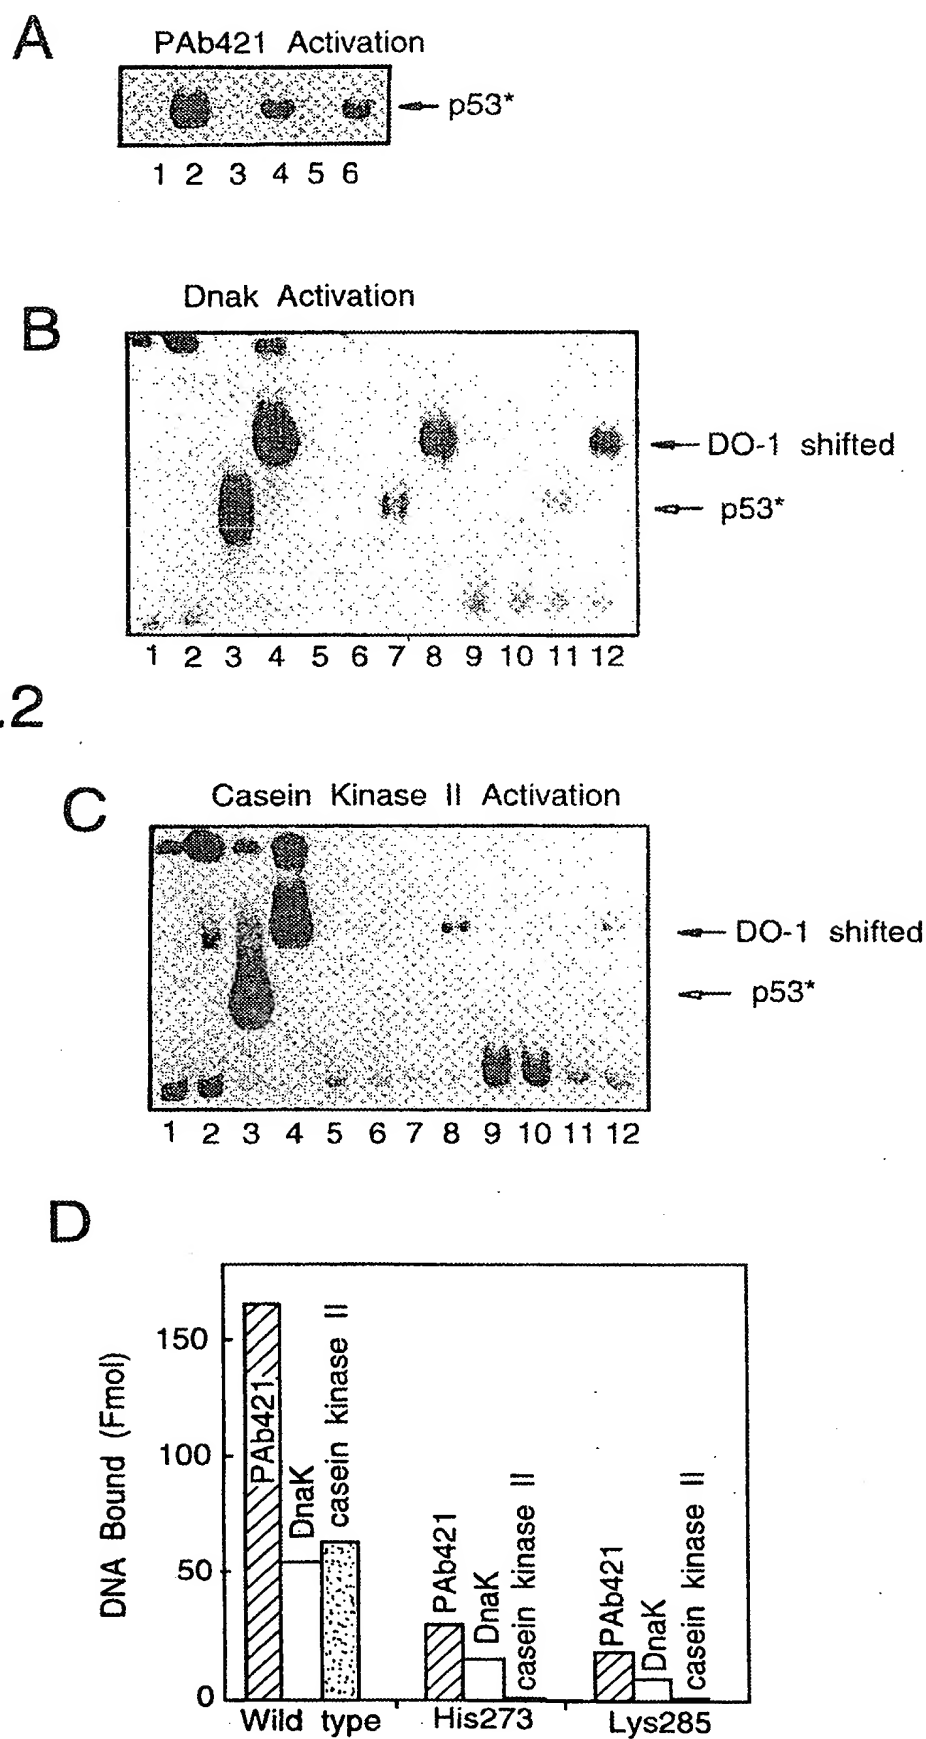 A
PAb421 Activation
p53*
1 2 3 4 5 6
B
Dnak Activation
DO-1 shifted
p53*
1 2 3 4 5 6 7 8 9 10 11 12
.2
C
Casein Kinase II Activation
DO-1 shifted
p53*
1 2 3 4 5 6 7 8 9 10 11 12
D
DNA Bound (Fmol)
150
100
50
0
PAb421
DnaK
casein kinase II
PAb421
DnaK
casein kinase II
PAb421
DnaK
casein kinase II
Wild type
His273
Lys285